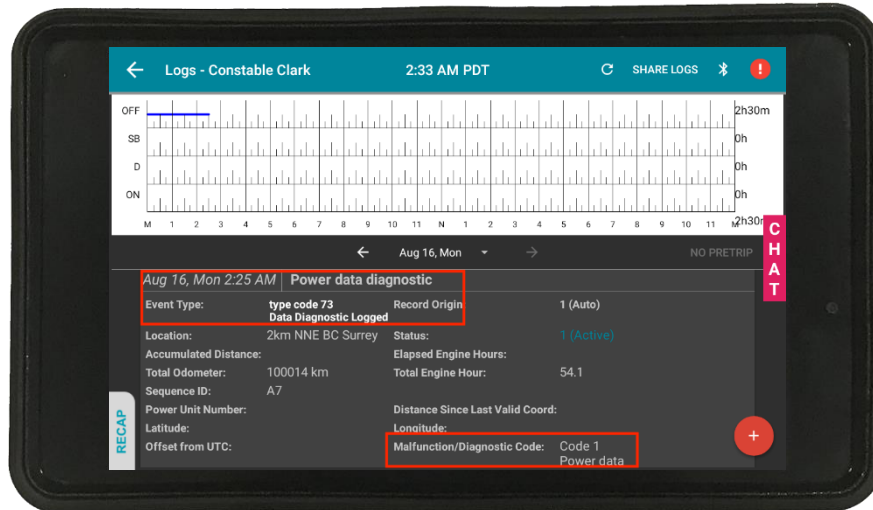 Logs - Constable Clark 2:33 AM PDT SHARE LOGS
OFF 2h30m
SB 0h
D 0h
ON 0h
M 1 2 3 4 5 6 7 8 9 10 11 N 1 2 3 4 5 6 7 8 9 10 11 M 2h30m
CHAT
Aug 16, Mon NO PRETRIP
Aug 16, Mon 2:25 AM Power data diagnostic
Event Type: type code 73 Record Origin 1 (Auto)
Data Diagnostic Logged
Location: 2km NNE BC Surrey Status: 1 (Active)
Accumulated Distance: Elapsed Engine Hours:
Total Odometer: 100014 km Total Engine Hour: 54.1
Sequence ID: A7
Power Unit Number: Distance Since Last Valid Coord:
Latitude: Longitude:
Offset from UTC: Malfunction/Diagnostic Code: Code 1
Power data
RECAP